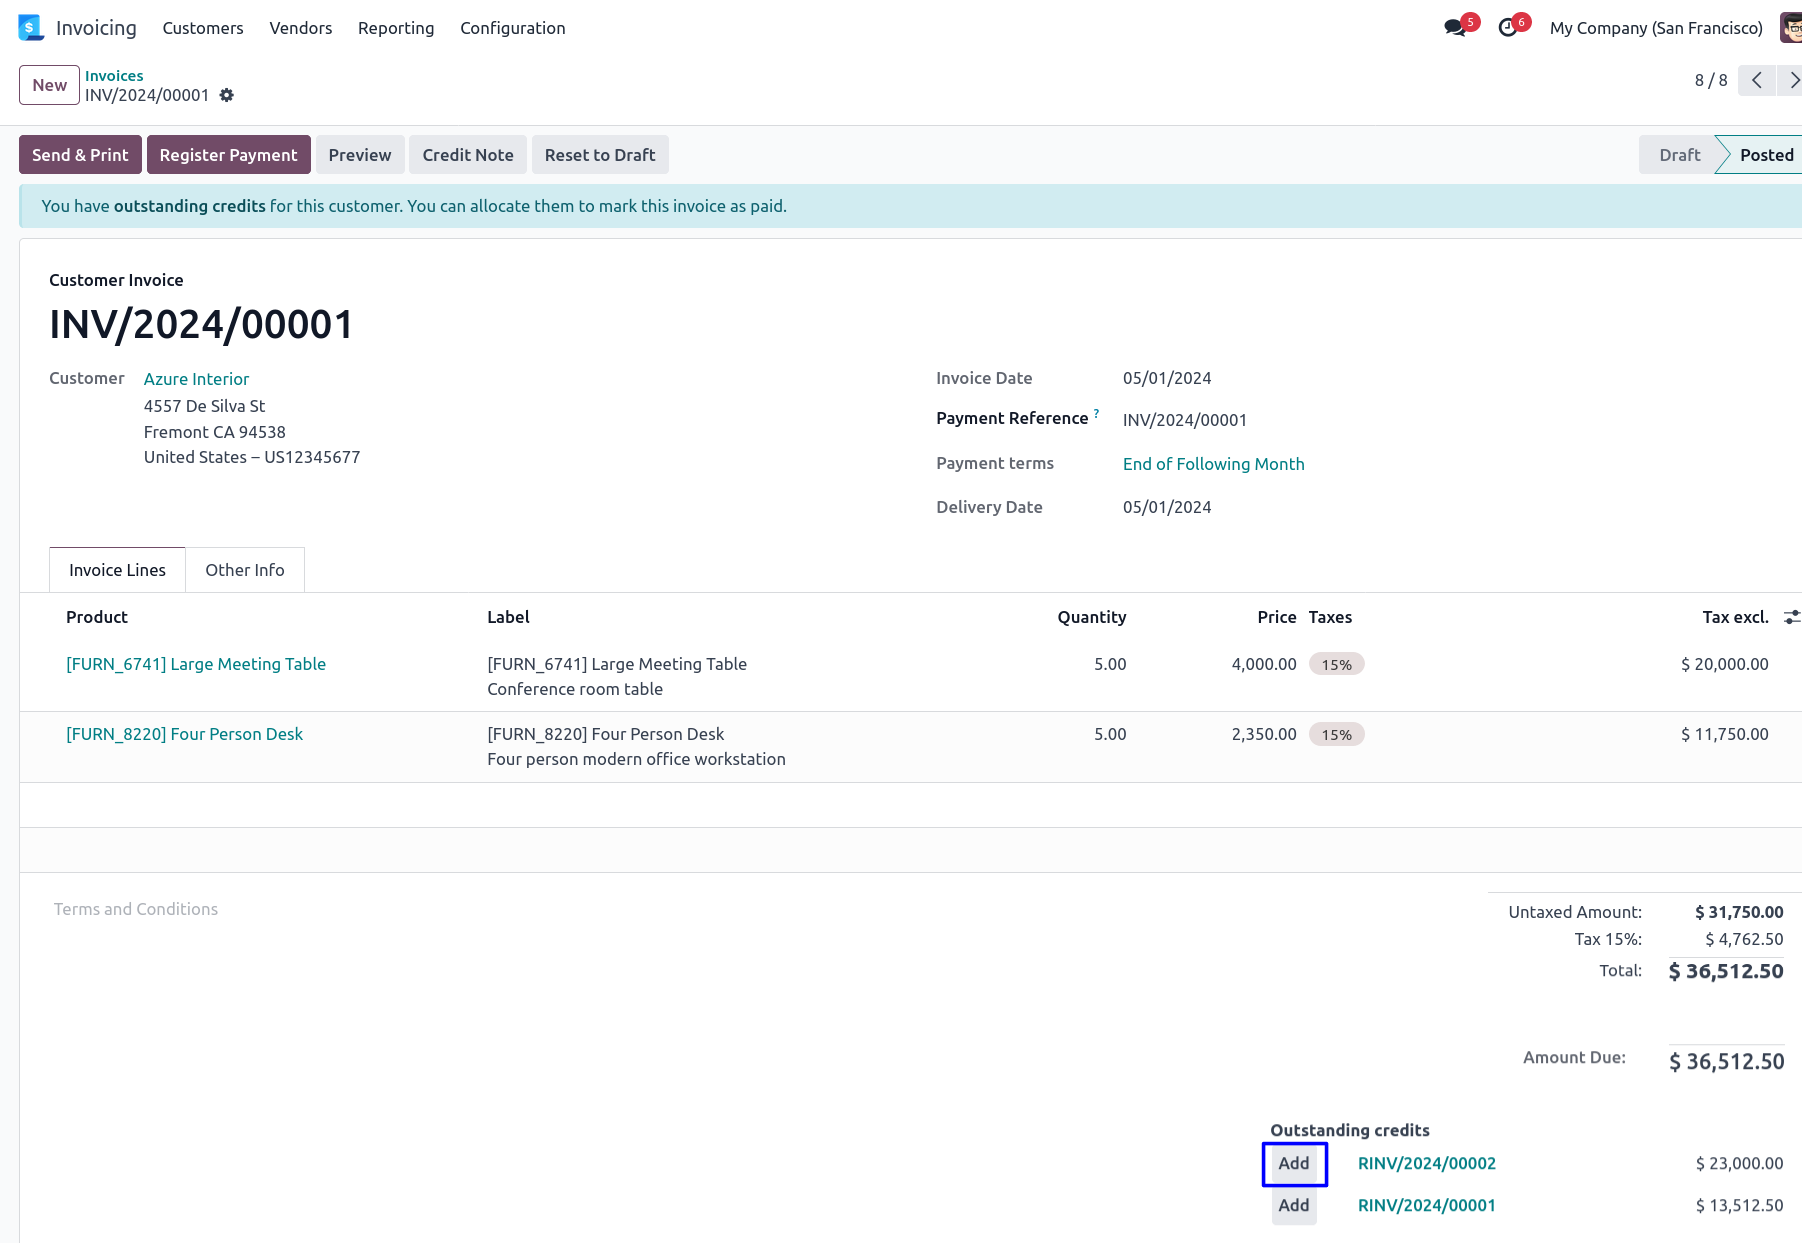 Invoicing Customers Vendors Reporting Configuration 5 6 My Company (San Francisco)
New Invoices
INV/2024/00001 8 / 8
Send & Print Register Payment Preview Credit Note Reset to Draft Draft Posted
You have outstanding credits for this customer. You can allocate them to mark this invoice as paid.
Customer Invoice
INV/2024/00001
Customer Azure Interior Invoice Date 05/01/2024
4557 De Silva St
Fremont CA 94538 Payment Reference ? INV/2024/00001
United States – US12345677 Payment terms End of Following Month
Delivery Date 05/01/2024
Invoice Lines Other Info
Product Label Quantity Price Taxes Tax excl.
[FURN_6741] Large Meeting Table [FURN_6741] Large Meeting Table 5.00 4,000.00 15% $ 20,000.00
Conference room table
[FURN_8220] Four Person Desk [FURN_8220] Four Person Desk 5.00 2,350.00 15% $ 11,750.00
Four person modern office workstation
Terms and Conditions Untaxed Amount: $ 31,750.00
Tax 15%: $ 4,762.50
Total: $ 36,512.50
Amount Due: $ 36,512.50
Outstanding credits
Add RINV/2024/00002 $ 23,000.00
Add RINV/2024/00001 $ 13,512.50